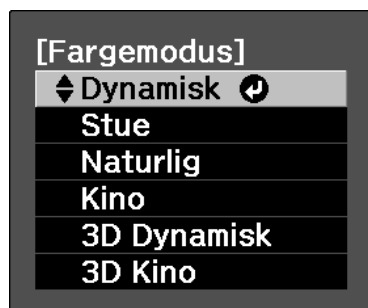 [Fargemodus]
Dynamisk
Stue
Naturlig
Kino
3D Dynamisk
3D Kino